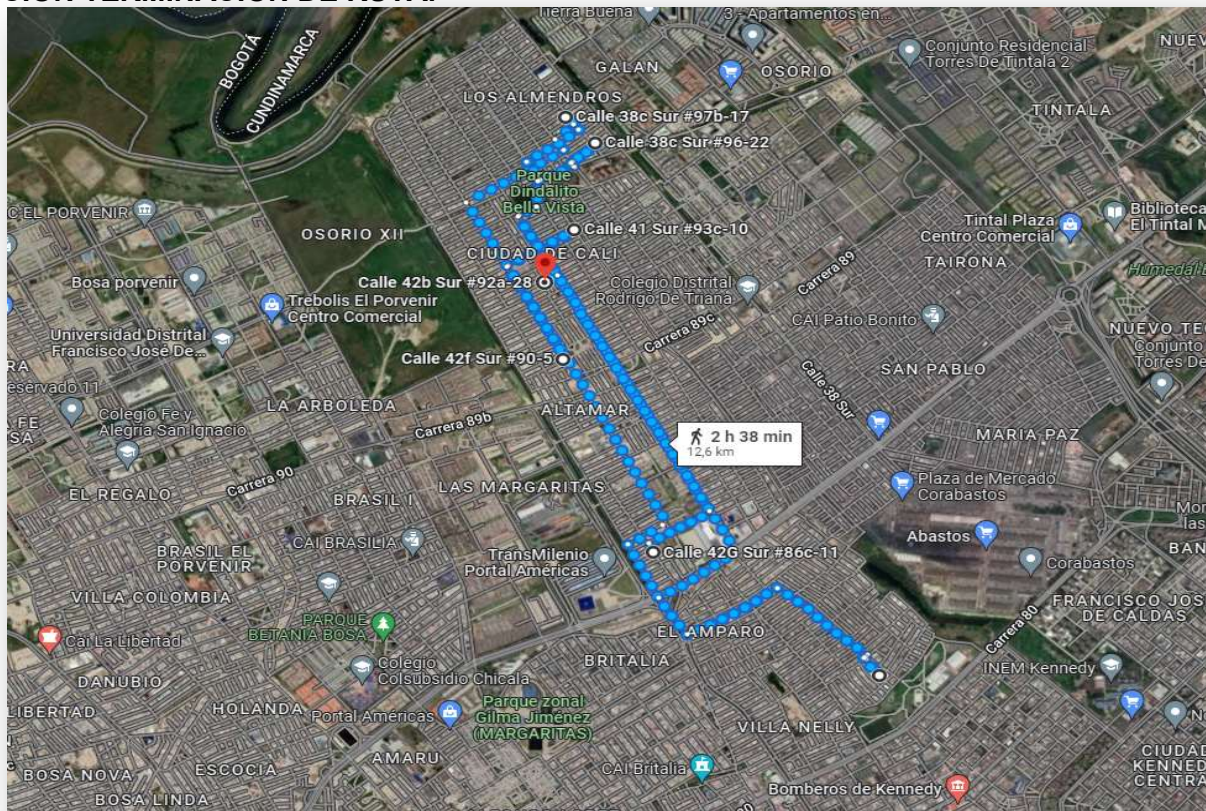 Tierra Buena
3 - Apartamentos en...
Conjunto Residencial
Torres De Tintala 2
BOGOTÁ
CUNDINAMARCA
GALAN
OSORIO
LOS ALMENDROS
TINTALA
Calle 38c Sur #97b-17
Calle 38c Sur #96-22
Parque
Dindalito
Bella Vista
C EL PORVENIR
Tintal Plaza
Centro Comercial
Biblioteca
El Tintal M
OSORIO XII
Calle 41 Sur #93c-10
CIUDAD DE CALI
TAIRONA
Carrera 89
Bosa porvenir
Calle 42b Sur #92a-28
Colegio Distrital
Rodrigo De Triana
Trébolis El Porvenir
Centro Comercial
CAI Patio Bonito
Carrera 89c
Universidad Distrital
Francisco José De...
NUEVO TEC
Conjunto
Torres De
Calle 42f Sur #90-5
SAN PABLO
Calle 38 Sur
LA ARBOLEDA
ALTAMAR
Colegio Fe y
Alegria San Ignacio
Carrera 89b
2 h 38 min
12,6 km
MARIA PAZ
Carrera 90
EL REGALO
BRASIL I
LAS MARGARITAS
Plaza de Mercado
Corabastos
CAI BRASILIA
Abastos
BRASIL EL
PORVENIR
TransMilenio
Portal Américas
Calle 42G Sur #86c-11
Corabastos
VILLA COLOMBIA
FRANCISCO JOS
DE CALDAS
PARQUE
BETANIA BOSA
Cai La Libertad
EL AMPARO
Carrera 80
BRITALIA
INEM Kennedy
Colegio
Colsubsidio Chicala
DANUBIO
LIBERTAD
HOLANDA
Portal Américas
Parque zonal
Gilma Jiménez
(MARGARITAS)
VILLA NELLY
AMARU
CIUDAD
KENNED
CENTRA
BOSA NOVA
ESCOCIA
CAI Britalia
Bomberos de Kennedy
BOSA LINDA